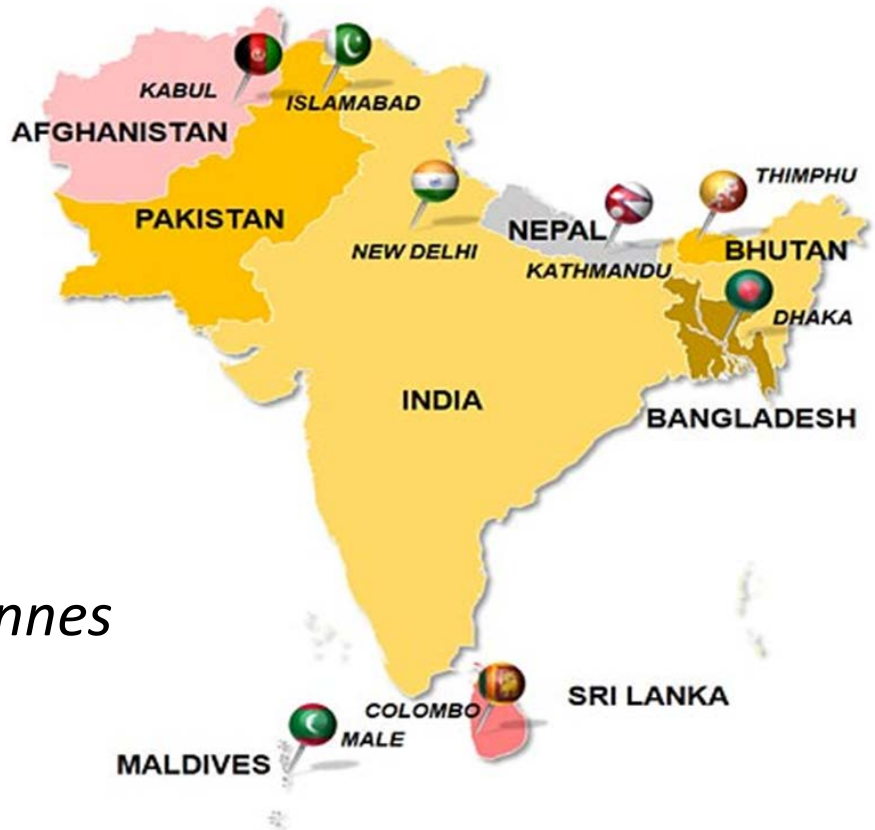 KABUL
ISLAMABAD
AFGHANISTAN
THIMPHU
PAKISTAN
NEPAL
NEW DELHI
BHUTAN
KATHMANDU
DHAKA
INDIA
BANGLADESH
nnes
SRI LANKA
COLOMBO
MALE
MALDIVES